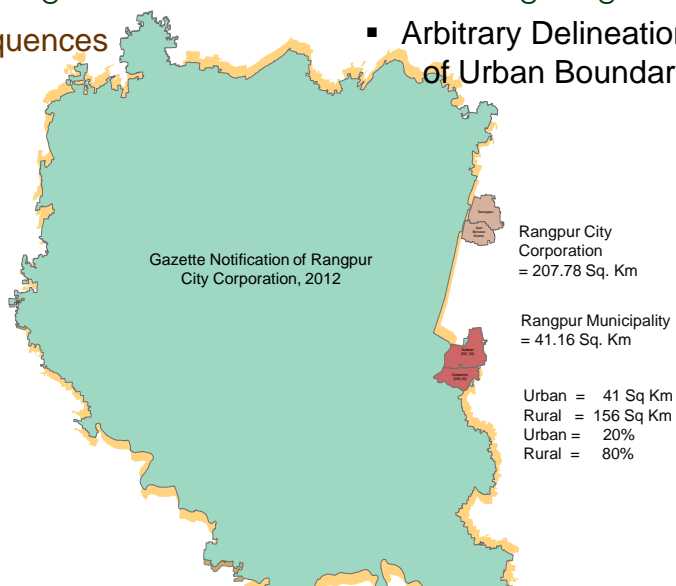 quences
▪ Arbitrary Delineation
of Urban Boundar
Gazette Notification of Rangpur
City Corporation, 2012
Rangpur City
Corporation
= 207.78 Sq. Km
Rangpur Municipality
= 41.16 Sq. Km
Urban = 41 Sq Km
Rural = 156 Sq Km
Urban = 20%
Rural = 80%